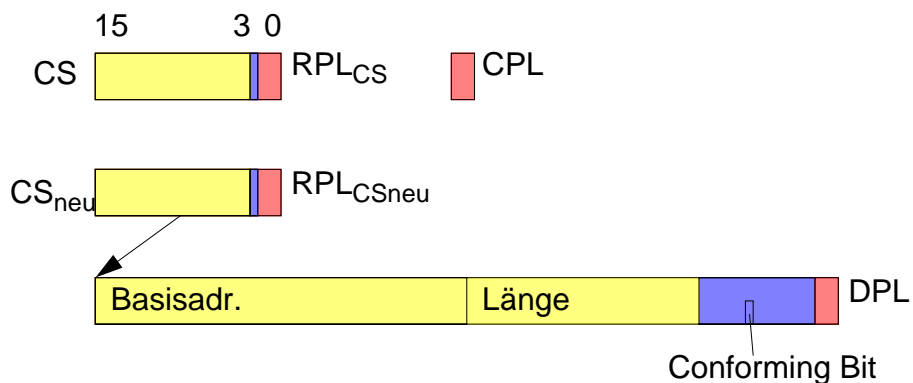 15 3 0
CS RPLCS CPL
CSneu RPLCSneu
Basisadr. Länge DPL
Conforming Bit